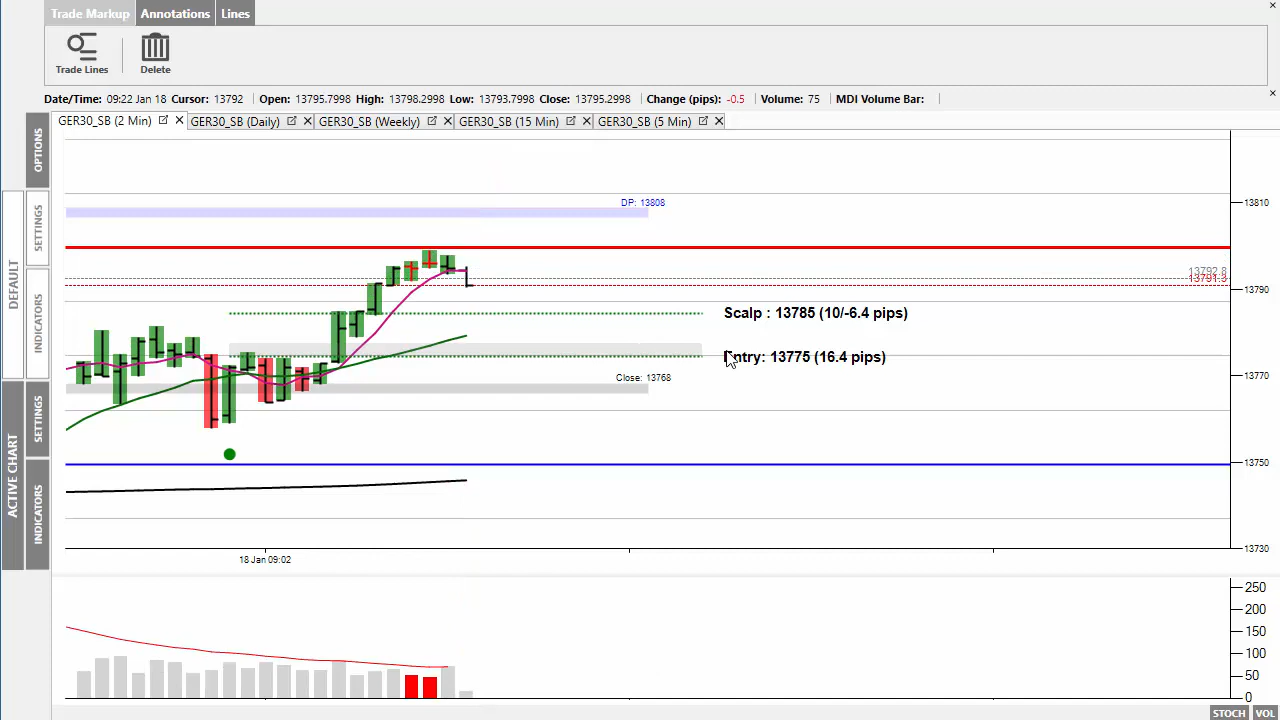 Trade Markup Annotations Lines
Trade Lines Delete
Date/Time: 09:22 Jan 18 Cursor: 13792 Open: 13795.7998 High: 13798.2998 Low: 13793.7998 Close: 13795.2998 Change (pips): -0.5 Volume: 75 MDI Volume Bar:
GER30_SB (2 Min) GER30_SB (Daily) GER30_SB (Weekly) GER30_SB (15 Min) GER30_SB (5 Min)
OPTIONS
DEFAULT
SETTINGS
INDICATORS
ACTIVE CHART
SETTINGS
INDICATORS
DP: 13808
13810
13792.8
13790
Scalp : 13785 (10/-6.4 pips)
Entry: 13775 (16.4 pips)
Close: 13768
13770
13750
13730
18 Jan 09:02
250
200
150
100
50
0
STOCH VOL